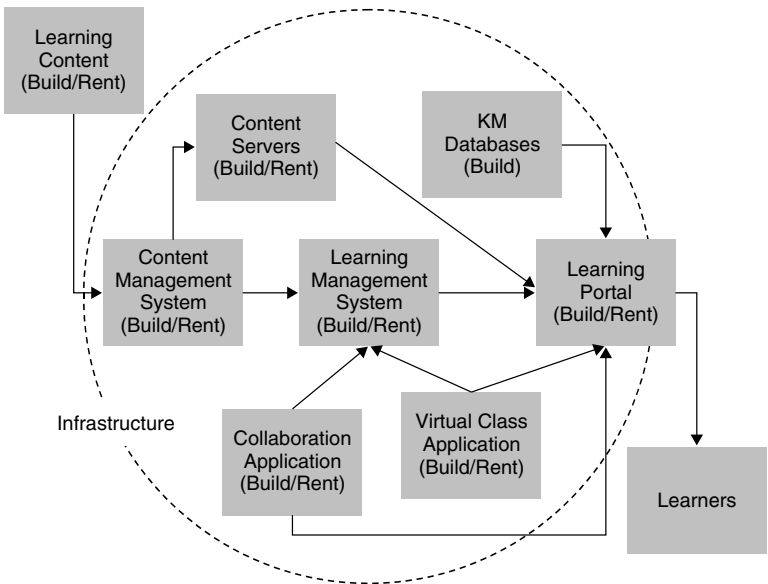 Learning
Content
(Build/Rent)
Content
Servers
(Build/Rent)
KM
Databases
(Build)
Content
Management
System
(Build/Rent)
Learning
Management
System
(Build/Rent)
Learning
Portal
(Build/Rent)
Infrastructure
Collaboration
Application
(Build/Rent)
Virtual Class
Application
(Build/Rent)
Learners